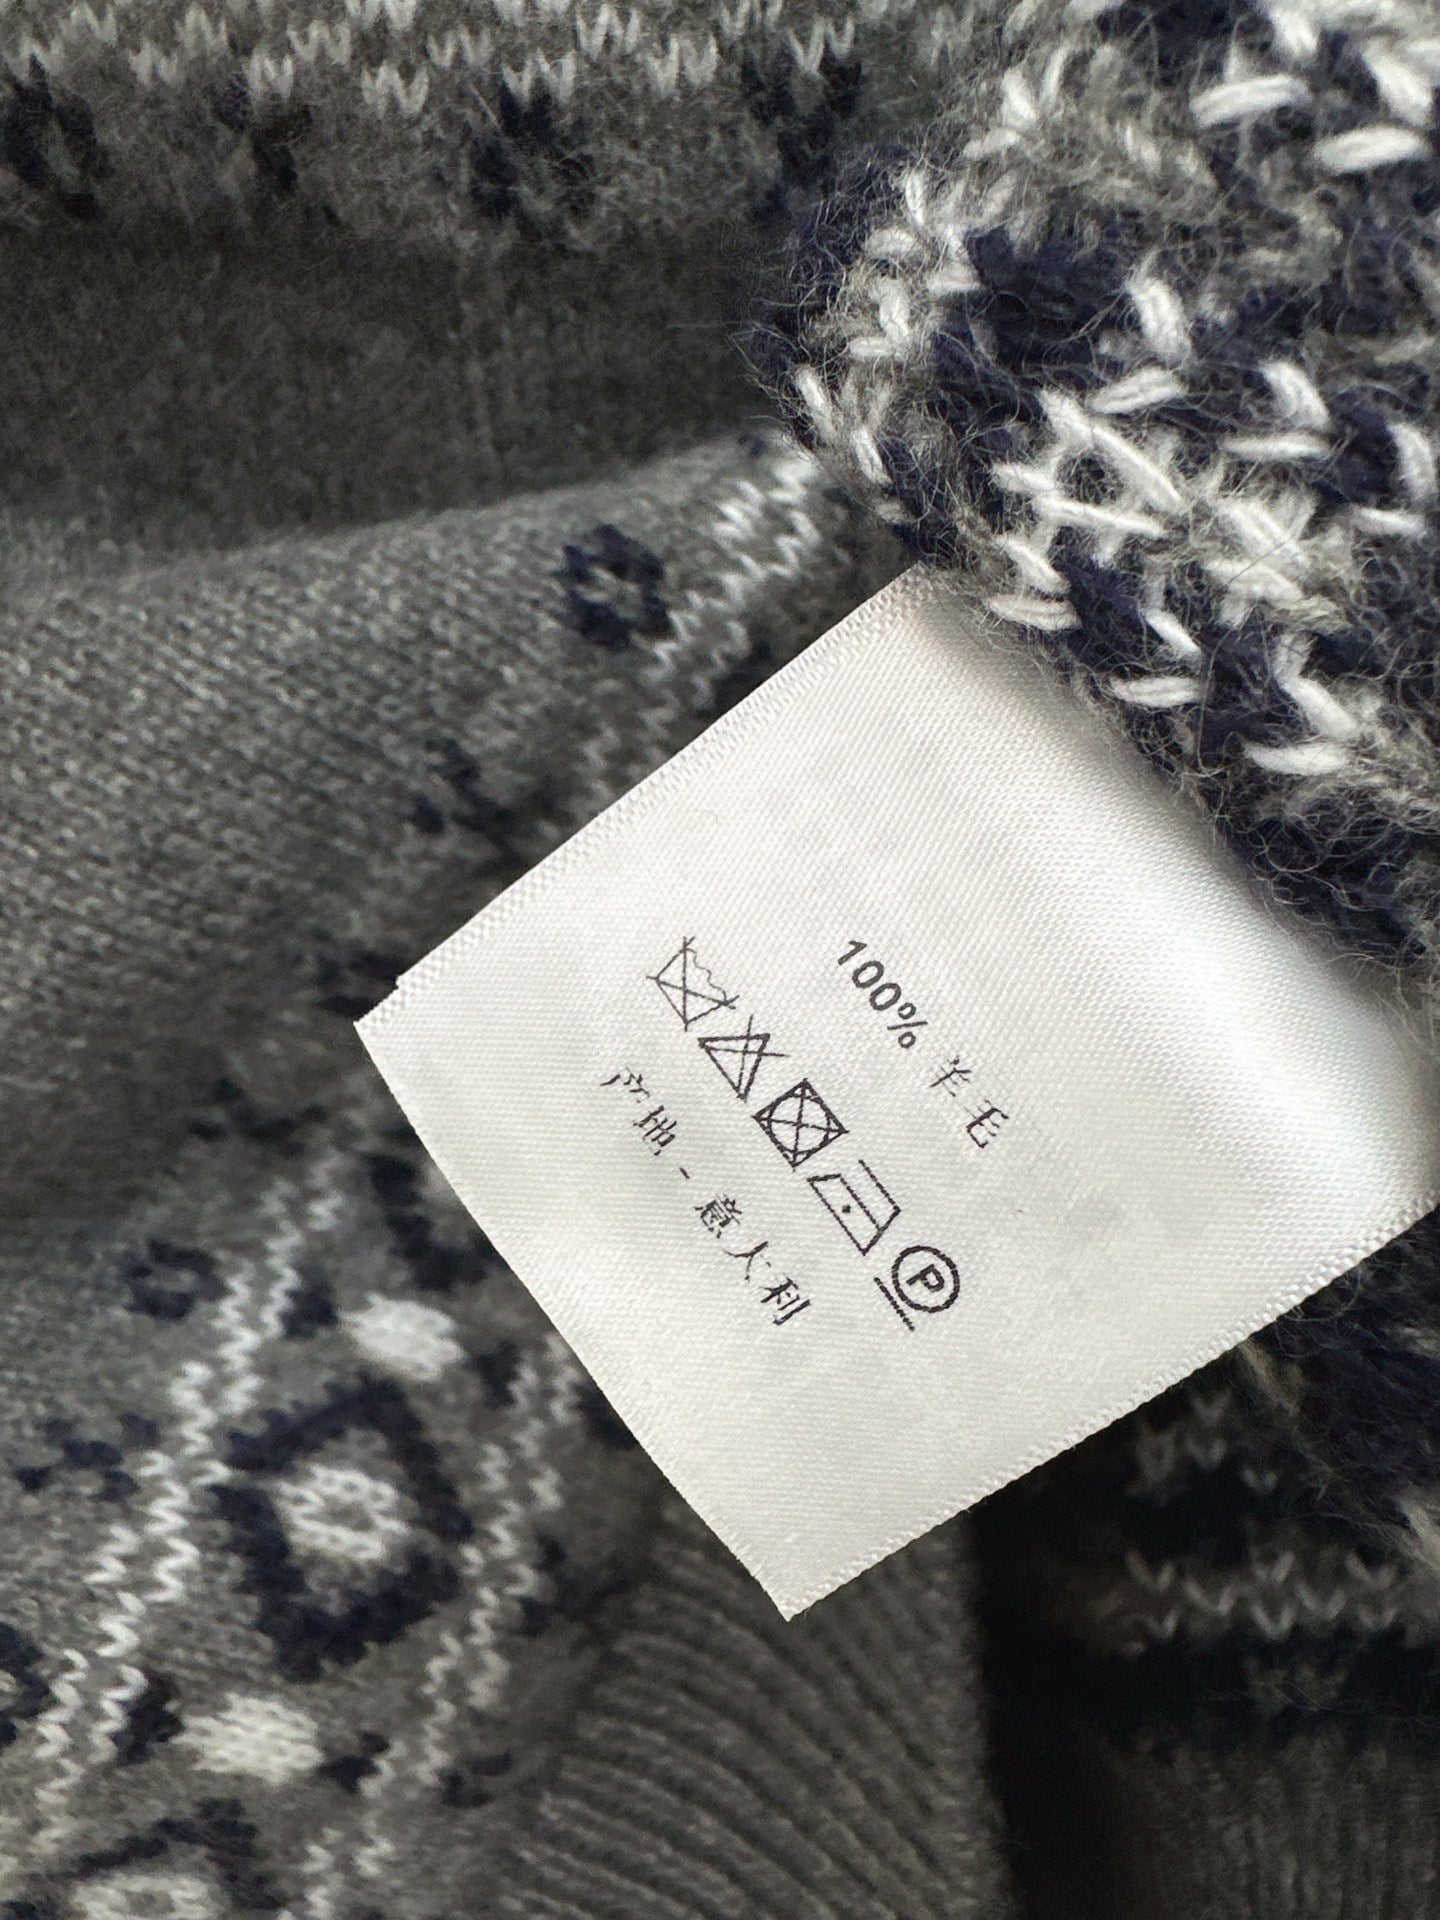 100% 羊毛
P
产地 - 意大利